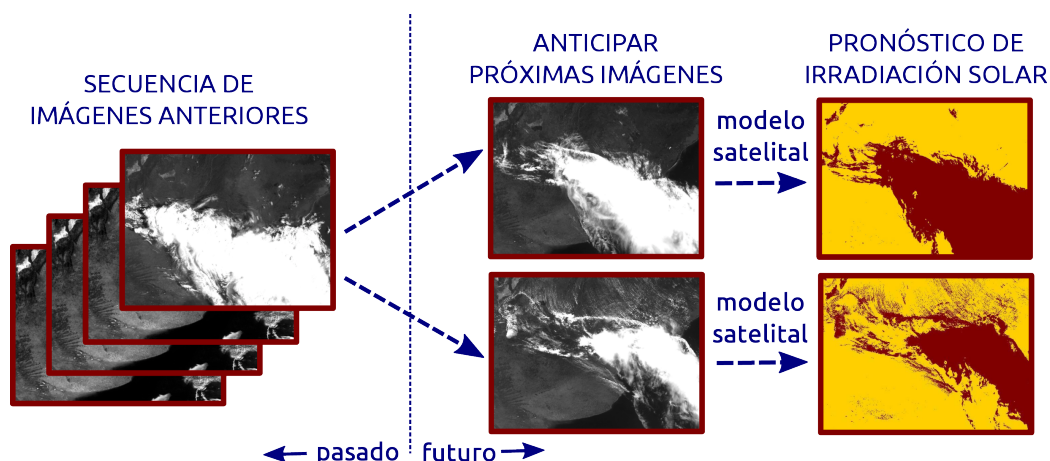 SECUENCIA DE
IMÁGENES ANTERIORES
ANTICIPAR
PRÓXIMAS IMÁGENES
PRONÓSTICO DE
IRRADIACIÓN SOLAR
modelo
satelital
modelo
satelital
pasado futuro